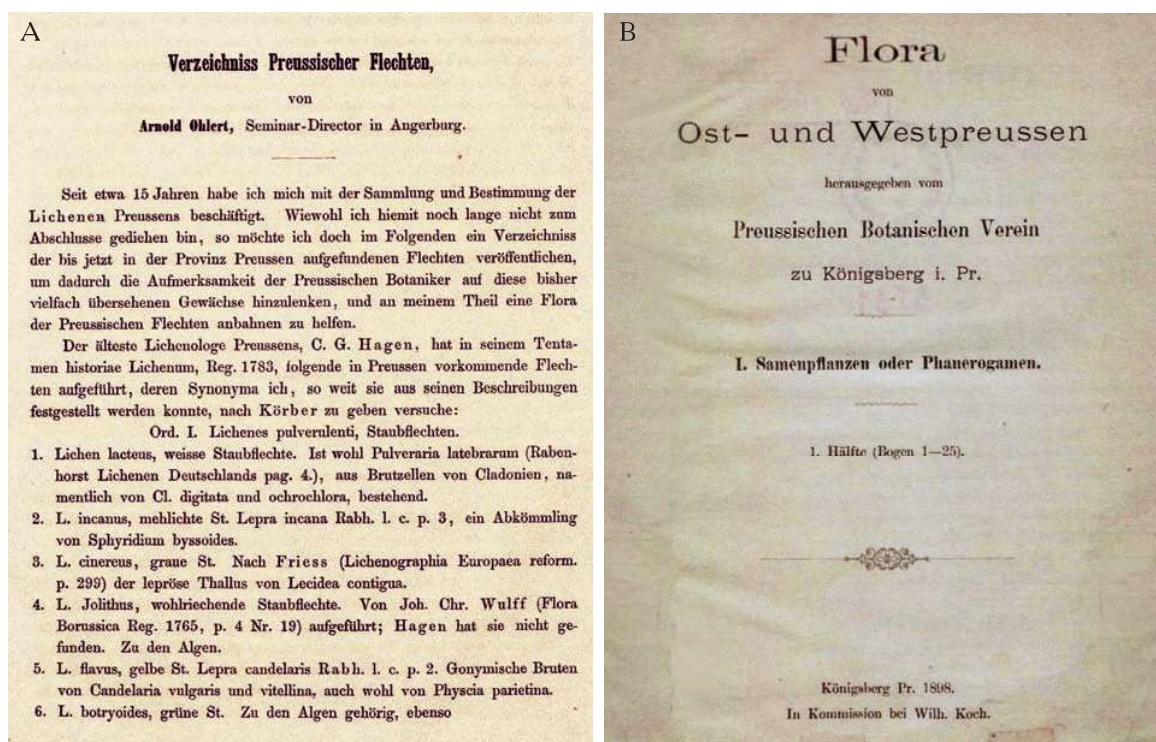 A
Verzeichniss Preussischer Flechten,
von
Arnold Ohlert, Seminar-Director in Angerburg.
Seit etwa 15 Jahren habe ich mich mit der Sammlung und Bestimmung der
Lichenen Preussens beschäftigt. Wiewohl ich hiemit noch lange nicht zum
Abschlusse gediehen bin, so möchte ich doch im Folgenden ein Verzeichniss
der bis jetzt in der Provinz Preussen aufgefundenen Flechten veröffentlichen,
um dadurch die Aufmerksamkeit der Preussischen Botaniker auf diese bisher
vielfach übersehenen Gewächse hinzulenken, und an meinem Theil eine Flora
der Preussischen Flechten anbahnen zu helfen.
Der älteste Lichenologe Preussens, C. G. Hagen, hat in seinem Tenta-
men historiae Lichenum, Reg. 1783, folgende in Preussen vorkommende Flech-
ten aufgeführt, deren Synonyma ich, so weit sie aus seinen Beschreibungen
festgestellt werden konnte, nach Körber zu geben versuche:
Ord. I. Lichenes pulverulenti, Staubflechten.
1. Lichen lacteus, weisse Staubflechte. Ist wohl Pulveraria latebrarum (Raben-
horst Lichenen Deutschlands pag. 4.), aus Brutzellen von Cladonien, na-
mentlich von Cl. digitata und ochrochlora, bestehend.
2. L. incanus, mehlichte St. Lepra incana Rabh. l. c. p. 3, ein Abkömmling
von Sphyridium byssoides.
3. L. cinereus, graue St. Nach Friess (Lichenographia Europaea reform.
p. 299) der lepröse Thallus von Lecidea contigua.
4. L. Jolithus, wohlriechende Staubflechte. Von Joh. Chr. Wulff (Flora
Borussica Reg. 1765, p. 4 Nr. 19) aufgeführt; Hagen hat sie nicht ge-
funden. Zu den Algen.
5. L. flavus, gelbe St. Lepra candelaris Rabh. l. c. p. 2. Gonymische Bruten
von Candelaria vulgaris und vitellina, auch wohl von Physcia parietina.
6. L. botryoides, grüne St. Zu den Algen gehörig, ebenso
B
Flora
von
Ost- und Westpreussen
herausgegeben vom
Preussischen Botanischen Verein
zu Königsberg i. Pr.
I. Samenpflanzen oder Phanerogamen.
1. Hälfte (Bogen 1—25).
Königsberg Pr. 1898.
In Kommission bei Wilh. Koch.